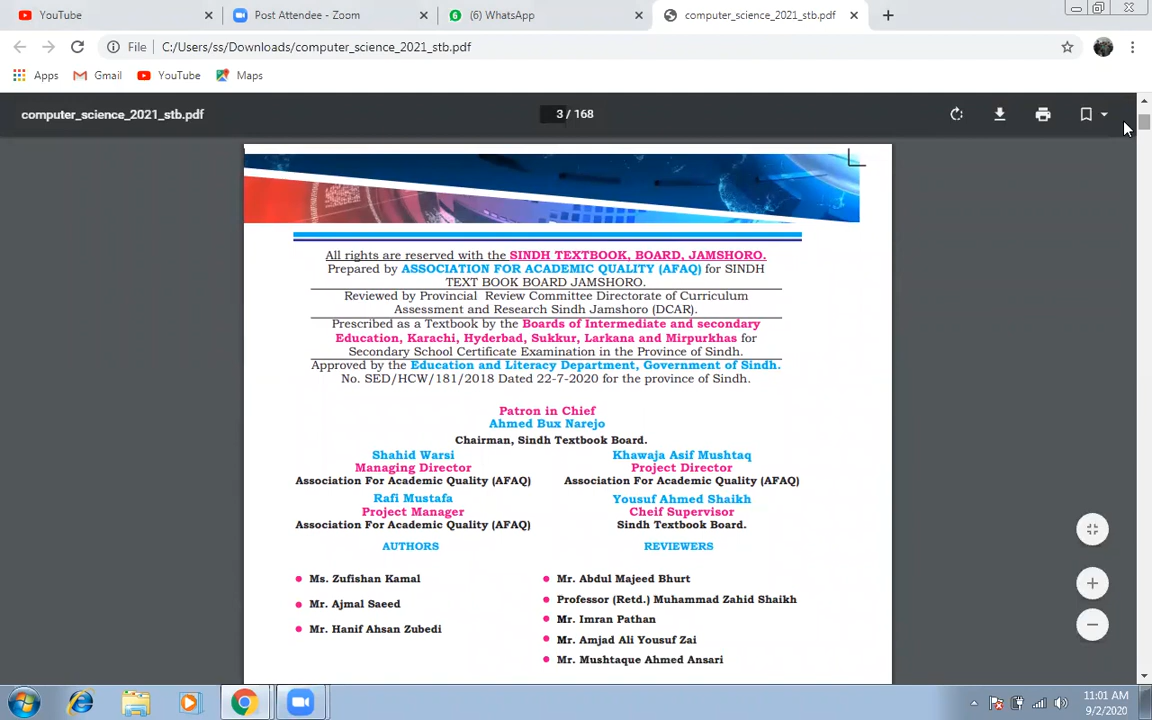 YouTube
Post Attendee - Zoom
(6) WhatsApp
computer_science_2021_stb.pdf
File C:/Users/ss/Downloads/computer_science_2021_stb.pdf
Apps Gmail YouTube Maps
computer_science_2021_stb.pdf 3 / 168
All rights are reserved with the SINDH TEXTBOOK, BOARD, JAMSHORO.
Prepared by ASSOCIATION FOR ACADEMIC QUALITY (AFAQ) for SINDH
TEXT BOOK BOARD JAMSHORO.
Reviewed by Provincial Review Committee Directorate of Curriculum
Assessment and Research Sindh Jamshoro (DCAR).
Prescribed as a Textbook by the Boards of Intermediate and secondary
Education, Karachi, Hyderbad, Sukkur, Larkana and Mirpurkhas for
Secondary School Certificate Examination in the Province of Sindh.
Approved by the Education and Literacy Department, Government of Sindh.
No. SED/HCW/181/2018 Dated 22-7-2020 for the province of Sindh.
Patron in Chief
Ahmed Bux Narejo
Chairman, Sindh Textbook Board.
Shahid Warsi
Managing Director
Association For Academic Quality (AFAQ)
Khawaja Asif Mushtaq
Project Director
Association For Academic Quality (AFAQ)
Rafi Mustafa
Project Manager
Association For Academic Quality (AFAQ)
Yousuf Ahmed Shaikh
Cheif Supervisor
Sindh Textbook Board.
AUTHORS
Ms. Zufishan Kamal
Mr. Ajmal Saeed
Mr. Hanif Ahsan Zubedi
REVIEWERS
Mr. Abdul Majeed Bhurt
Professor (Retd.) Muhammad Zahid Shaikh
Mr. Imran Pathan
Mr. Amjad Ali Yousuf Zai
Mr. Mushtaque Ahmed Ansari
11:01 AM
9/2/2020